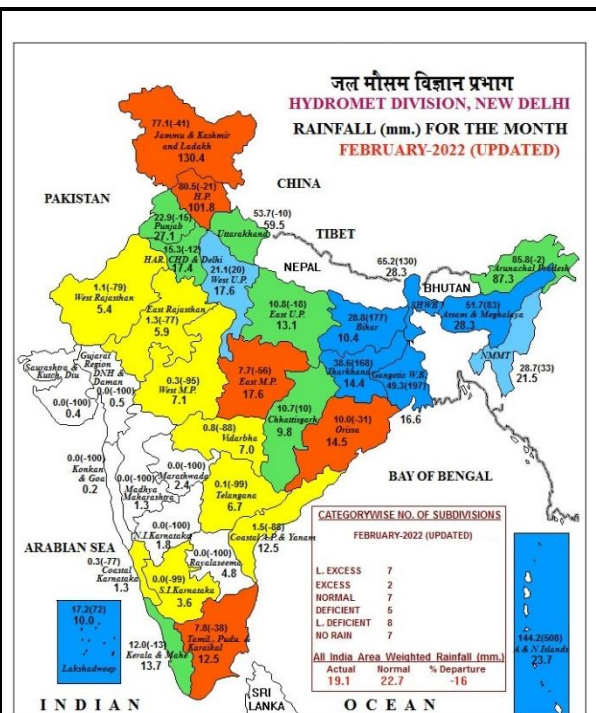 जल मौसम विज्ञान प्रभाग
HYDROMET DIVISION, NEW DELHI
RAINFALL (mm.) FOR THE MONTH
FEBRUARY-2022 (UPDATED)
77.1(-41)
Jammu & Kashmir
and Ladakh
130.4
80.5(-21)
H.P.
101.8
CHINA
PAKISTAN
22.9(-15)
Punjab
27.1
53.7(-10)
Uttarakhand
59.5
TIBET
15.3(-12)
HAR. CHD & Delhi
17.4
21.1(20)
West U.P.
17.6
NEPAL
65.2(130)
28.3
SHWB
BHUTAN
85.8(-2)
Arunachal Pradesh
87.3
1.1(-79)
West Rajasthan
5.4
East Rajasthan
1.3(-77)
5.9
10.8(-18)
East U.P.
13.1
28.8(177)
Bihar
10.4
51.7(83)
Assam & Meghalaya
28.3
NMMT
28.7(33)
21.5
Saurashtra &
Kutch, Diu
0.0(-100)
0.4
Gujarat
Region
DNH &
Daman
0.0(-100)
0.5
0.3(-95)
West M.P.
7.1
7.7(-56)
East M.P.
17.6
38.6(168)
Jharkhand
14.4
Gangetic W.B.
49.3(197)
16.6
10.7(10)
Chhattisgarh
9.8
10.0(-31)
Orissa
14.5
0.8(-88)
Vidarbha
7.0
0.0(-100)
Konkan
& Goa
0.2
0.0(-100)
Madhya
Maharashtra
1.3
0.0(-100)
Marathwada
2.4
0.1(-99)
Telangana
6.7
BAY OF BENGAL
1.5(-88)
Coastal A.P. & Yanam
12.5
0.0(-100)
N.I.Karnataka
1.8
0.0(-100)
Rayalaseema
4.8
ARABIAN SEA
0.3(-77)
Coastal
Karnataka
1.3
0.0(-99)
S.I.Karnataka
3.6
17.2(72)
10.0
Lakshadweep
12.0(-13)
Kerala & Mahe
13.7
7.8(-38)
Tamil., Pudu. &
Karaikal
12.5
CATEGORYWISE NO. OF SUBDIVISIONS
FEBRUARY-2022 (UPDATED)
L. EXCESS 7
EXCESS 2
NORMAL 7
DEFICIENT 5
L. DEFICIENT 8
NO RAIN 7
All India Area Weighted Rainfall (mm.)
Actual Normal % Departure
19.1 22.7 -16
144.2(508)
A & N Islands
23.7
SRI
LANKA
INDIAN OCEAN